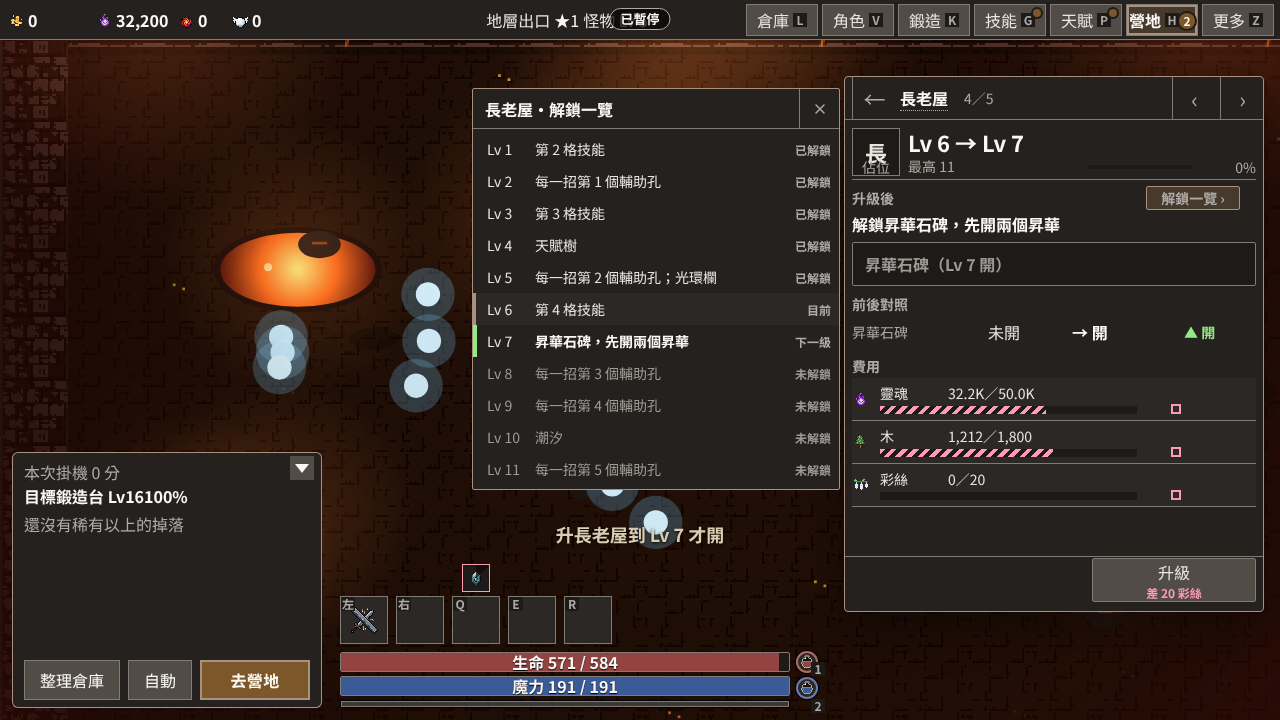 0 32,200 0 0
地層出口 ★1 怪物 已暫停
倉庫 L 角色 V 鍛造 K 技能 G 天賦 P 營地 H 2 更多 Z
長老屋・解鎖一覽 ×
Lv 1 第 2 格技能 已解鎖
Lv 2 每一招第 1 個輔助孔 已解鎖
Lv 3 第 3 格技能 已解鎖
Lv 4 天賦樹 已解鎖
Lv 5 每一招第 2 個輔助孔；光環欄 已解鎖
Lv 6 第 4 格技能 目前
Lv 7 昇華石碑，先開兩個昇華 下一級
Lv 8 每一招第 3 個輔助孔 未解鎖
Lv 9 每一招第 4 個輔助孔 未解鎖
Lv 10 潮汐 未解鎖
Lv 11 每一招第 5 個輔助孔 未解鎖
← 長老屋 4／5 ‹ ›
長
佔位
Lv 6 → Lv 7
最高 11 0%
升級後 解鎖一覽 ›
解鎖昇華石碑，先開兩個昇華
昇華石碑（Lv 7 開）
前後對照
昇華石碑 未開 → 開 ▲ 開
費用
靈魂 32.2K／50.0K
木 1,212／1,800
彩絲 0／20
升級
差 20 彩絲
本次掛機 0 分 ▼
目標鍛造台 Lv16100%
還沒有稀有以上的掉落
整理倉庫 自動 去營地
升長老屋到 Lv 7 才開
左 右 Q E R
生命 571 / 584 1
魔力 191 / 191
2